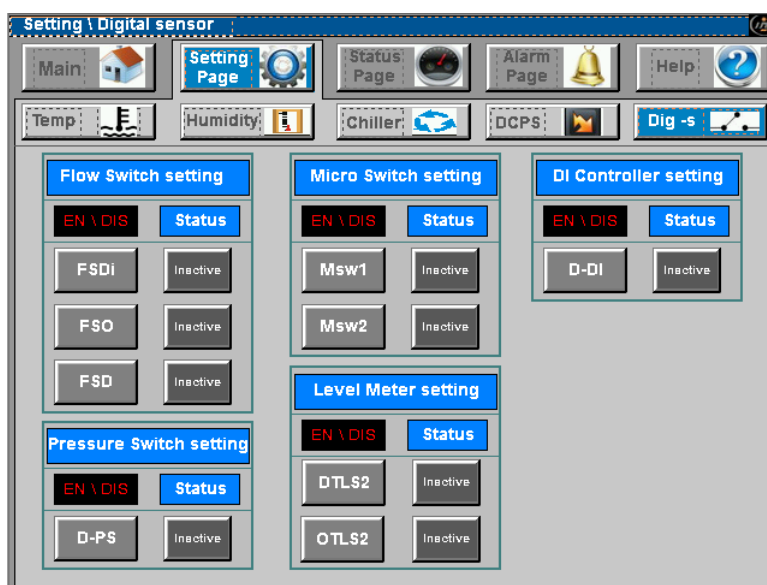 Setting \ Digital sensor
Main
Setting
Page
Status
Page
Alarm
Page
Help
Temp
Humidity
Chiller
DCPS
Dig -s
Flow Switch setting
EN \ DIS Status
FSDi Inactive
FSO Inactive
FSD Inactive
Pressure Switch setting
EN \ DIS Status
D-PS Inactive
Micro Switch setting
EN \ DIS Status
Msw1 Inactive
Msw2 Inactive
Level Meter setting
EN \ DIS Status
DTLS2 Inactive
OTLS2 Inactive
DI Controller setting
EN \ DIS Status
D-DI Inactive